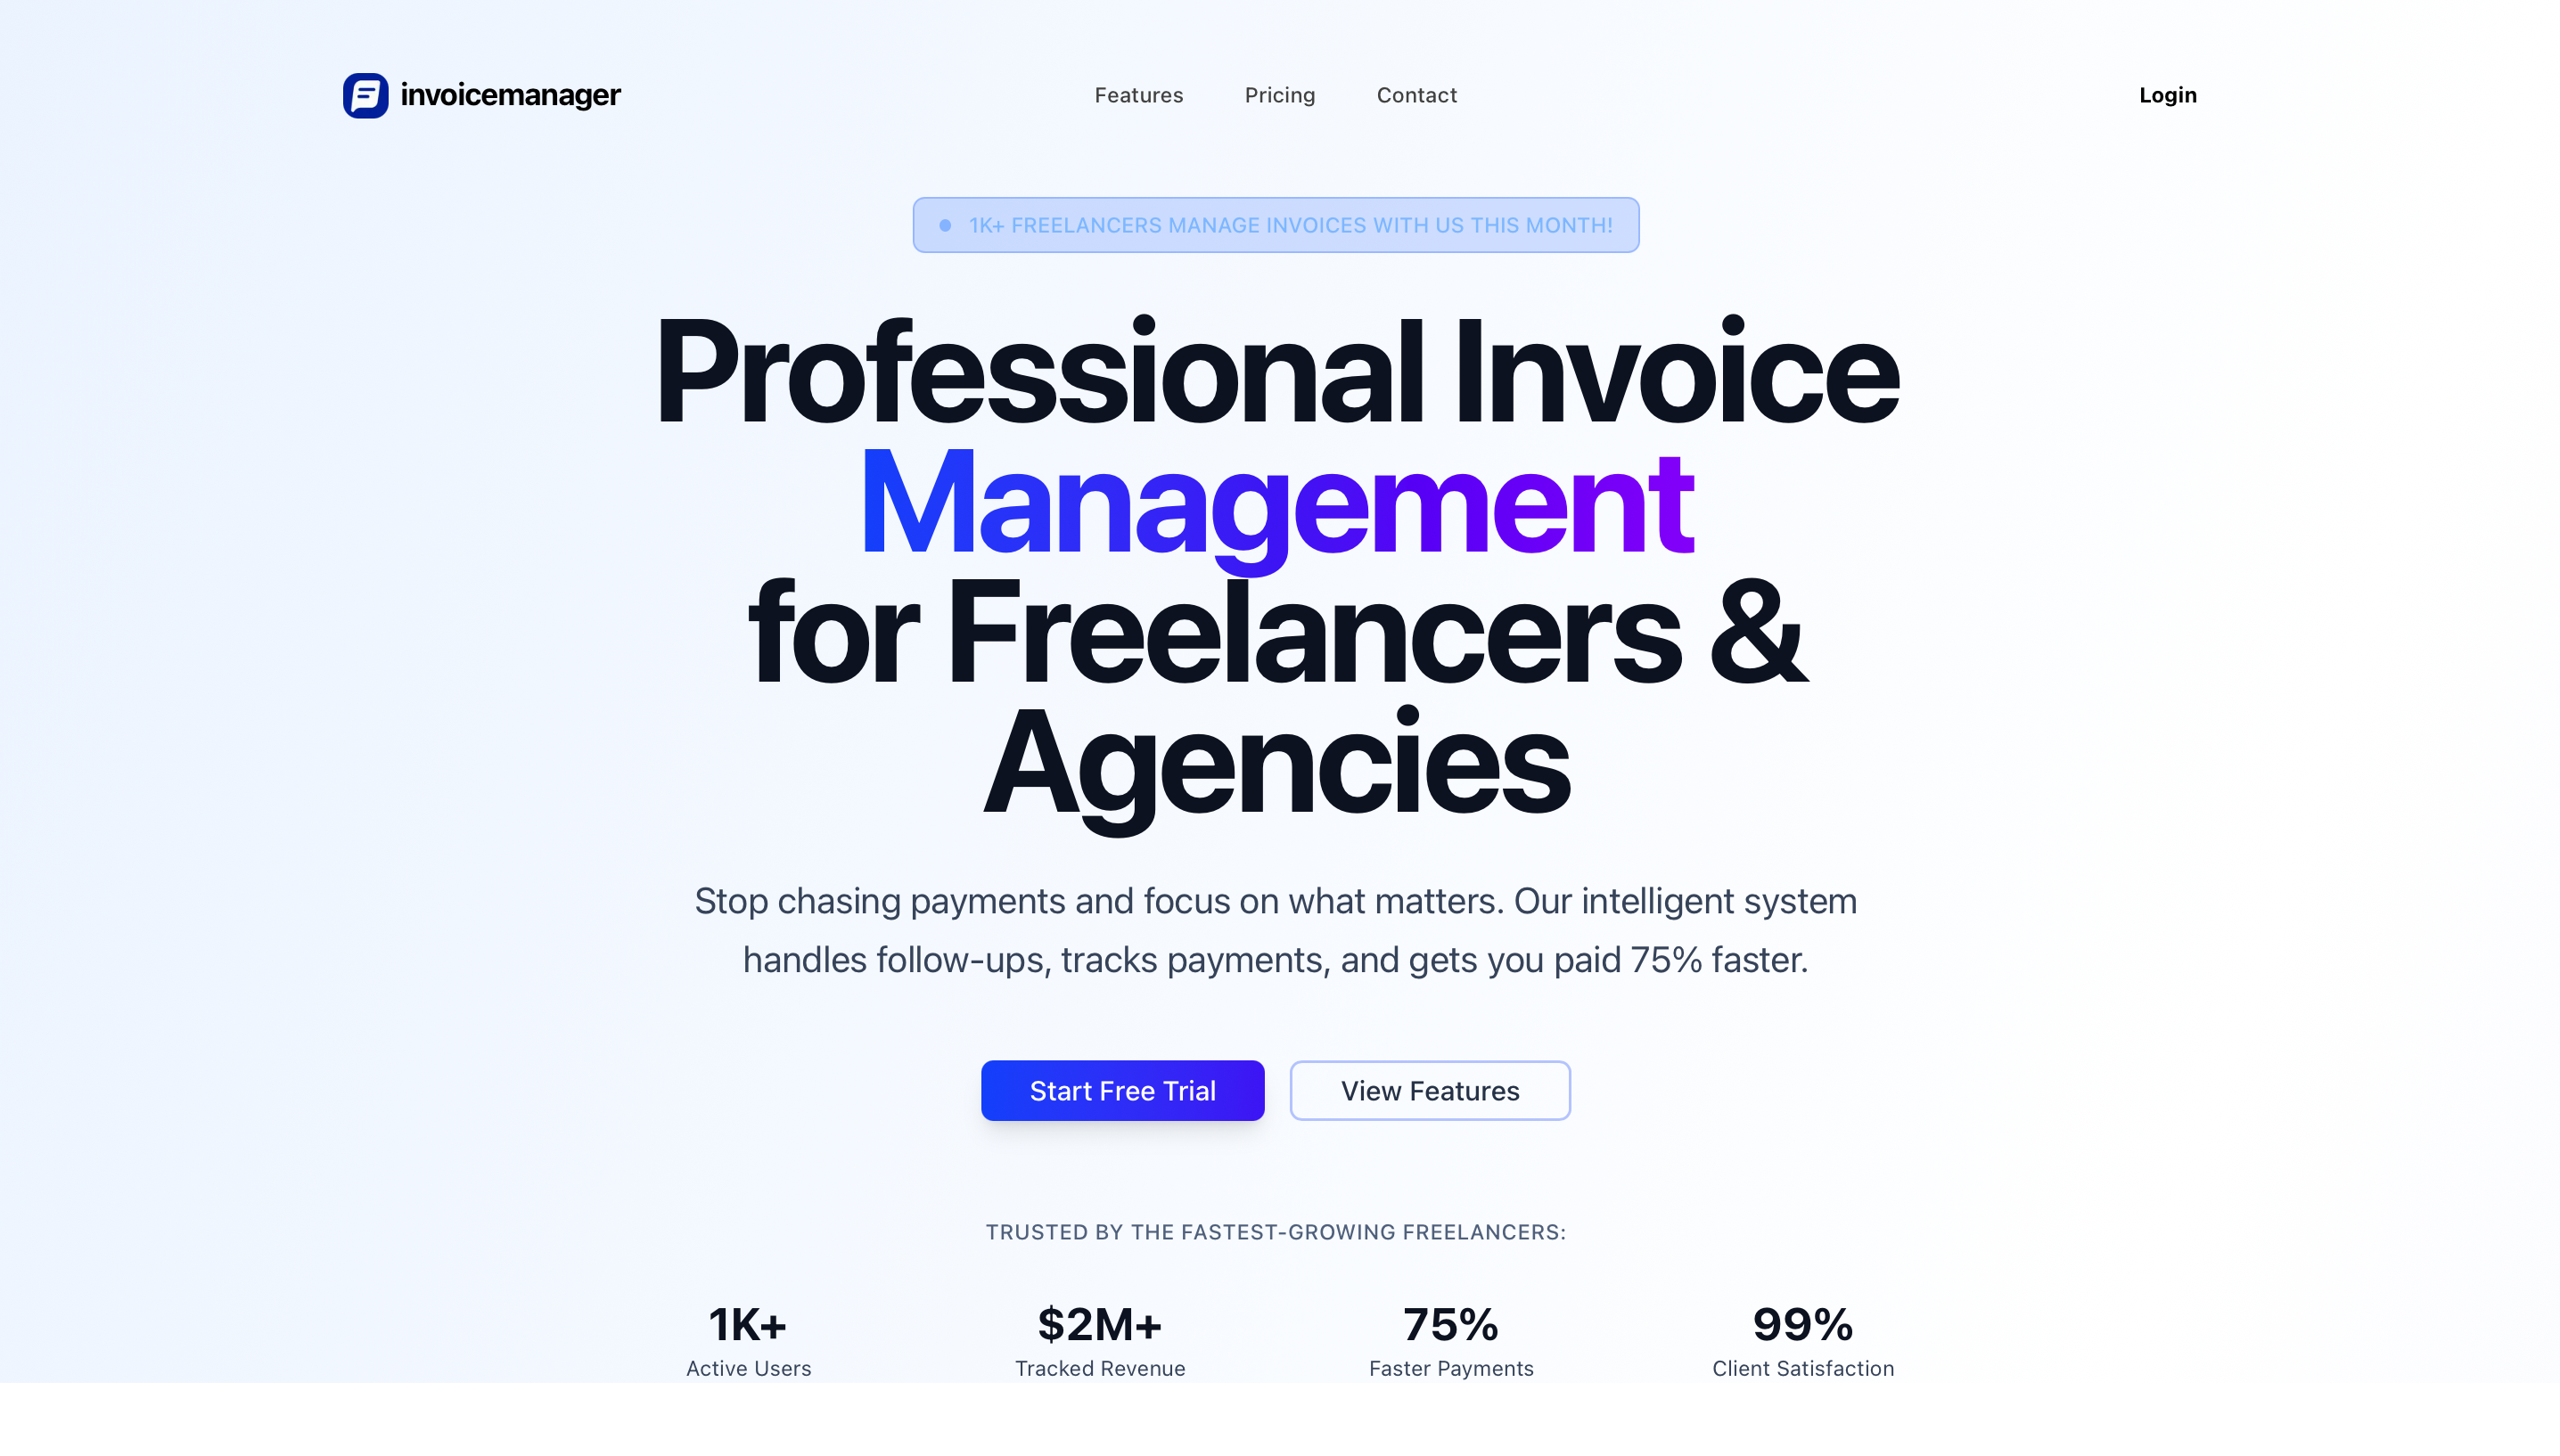 invoicemanager
Features
Pricing
Contact
Login
1K+ FREELANCERS MANAGE INVOICES WITH US THIS MONTH!
Professional Invoice
Management
for Freelancers &
Agencies
Stop chasing payments and focus on what matters. Our intelligent system
handles follow-ups, tracks payments, and gets you paid 75% faster.
Start Free Trial
View Features
TRUSTED BY THE FASTEST-GROWING FREELANCERS:
1K+
Active Users
$2M+
Tracked Revenue
75%
Faster Payments
99%
Client Satisfaction